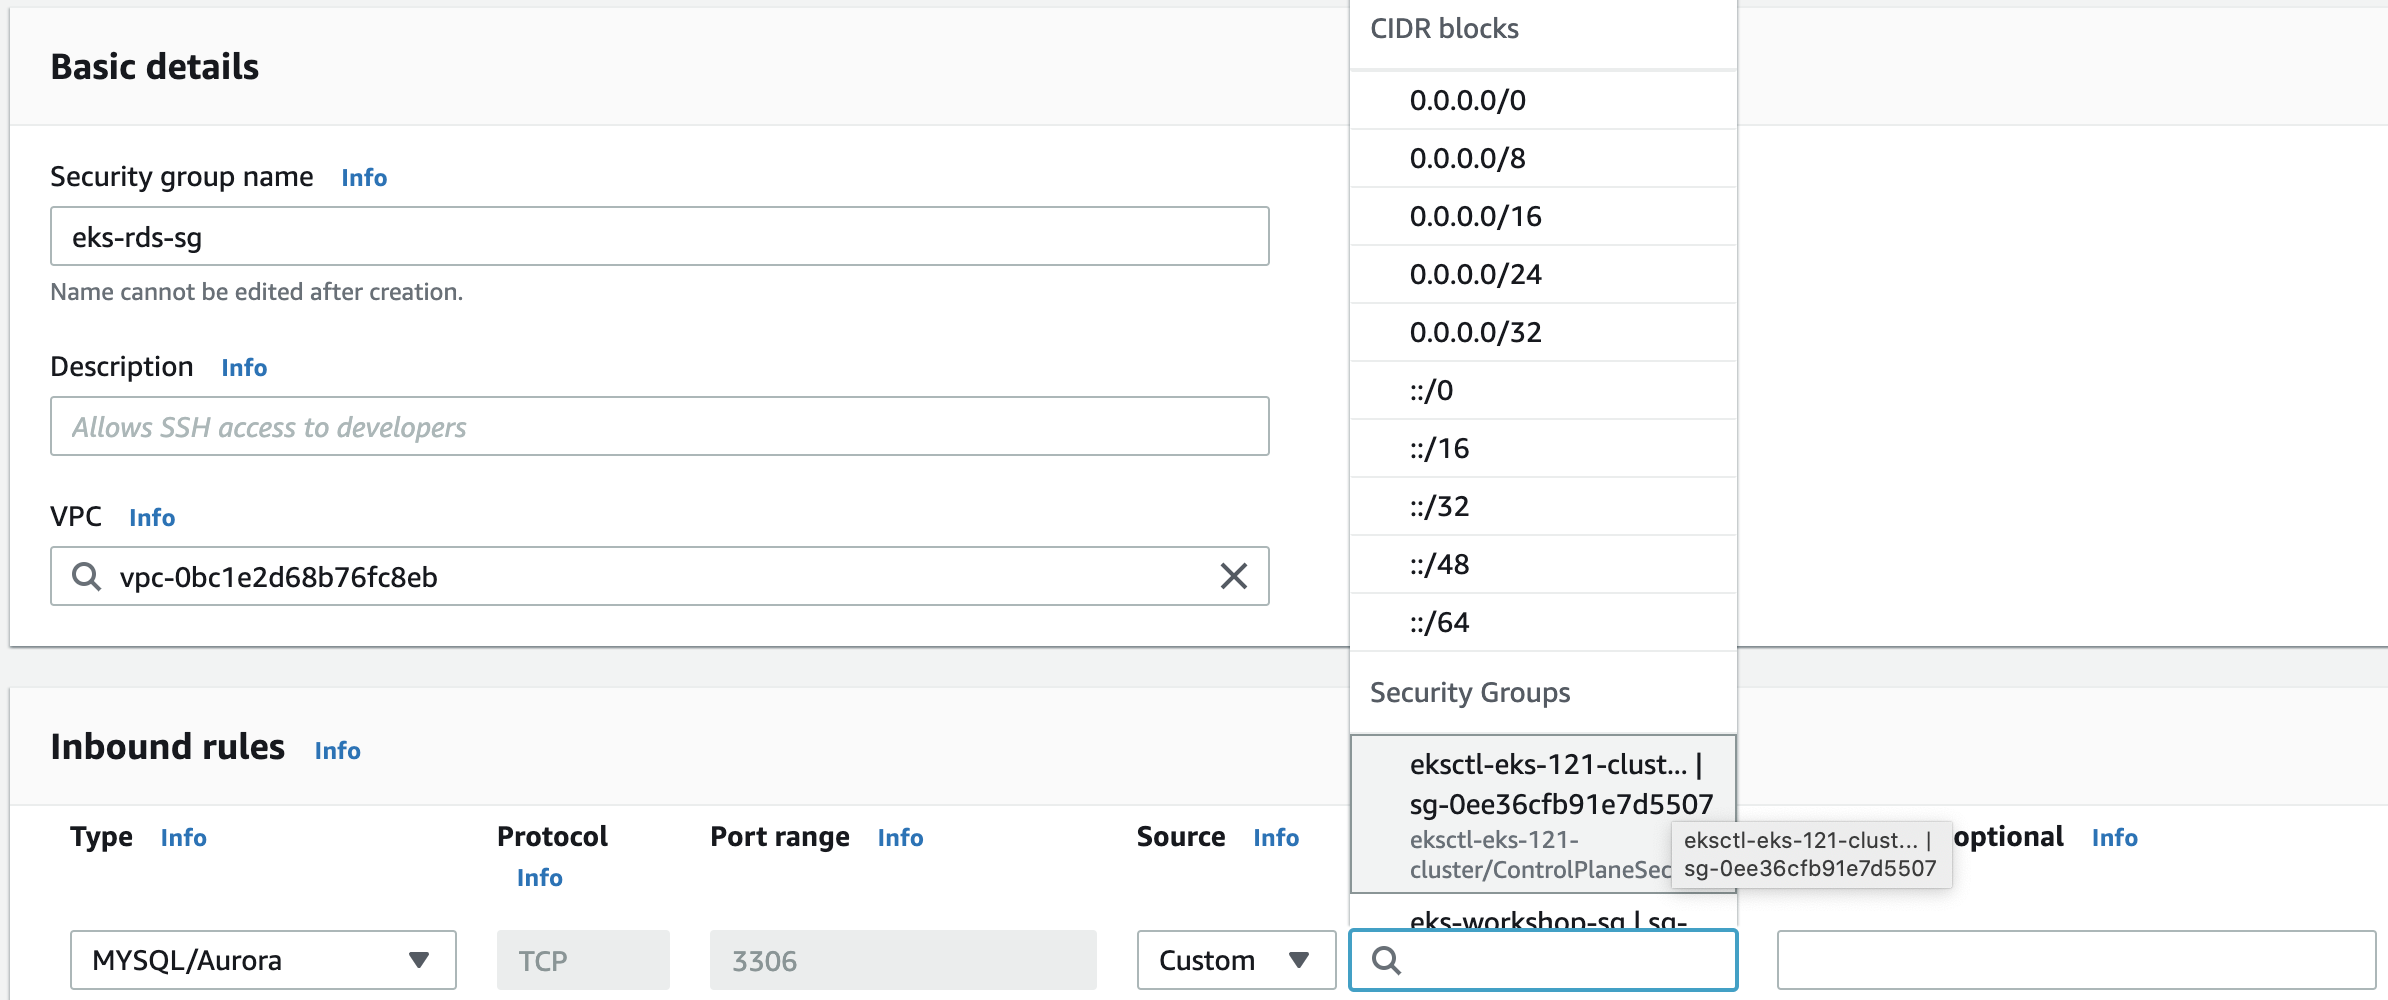 Basic details
Security group name Info
eks-rds-sg
Name cannot be edited after creation.
Description Info
Allows SSH access to developers
VPC Info
vpc-0bc1e2d68b76fc8eb
CIDR blocks
0.0.0.0/0
0.0.0.0/8
0.0.0.0/16
0.0.0.0/24
0.0.0.0/32
::/0
::/16
::/32
::/48
::/64
Security Groups
eksctl-eks-121-clust... |
sg-0ee36cfb91e7d5507
eksctl-eks-121-
cluster/ControlPlaneSec
eks-workshop-sg | sg-
eksctl-eks-121-clust... |
sg-0ee36cfb91e7d5507
Inbound rules Info
Type Info
Protocol
Info
Port range Info
Source Info
optional Info
MYSQL/Aurora
TCP
3306
Custom